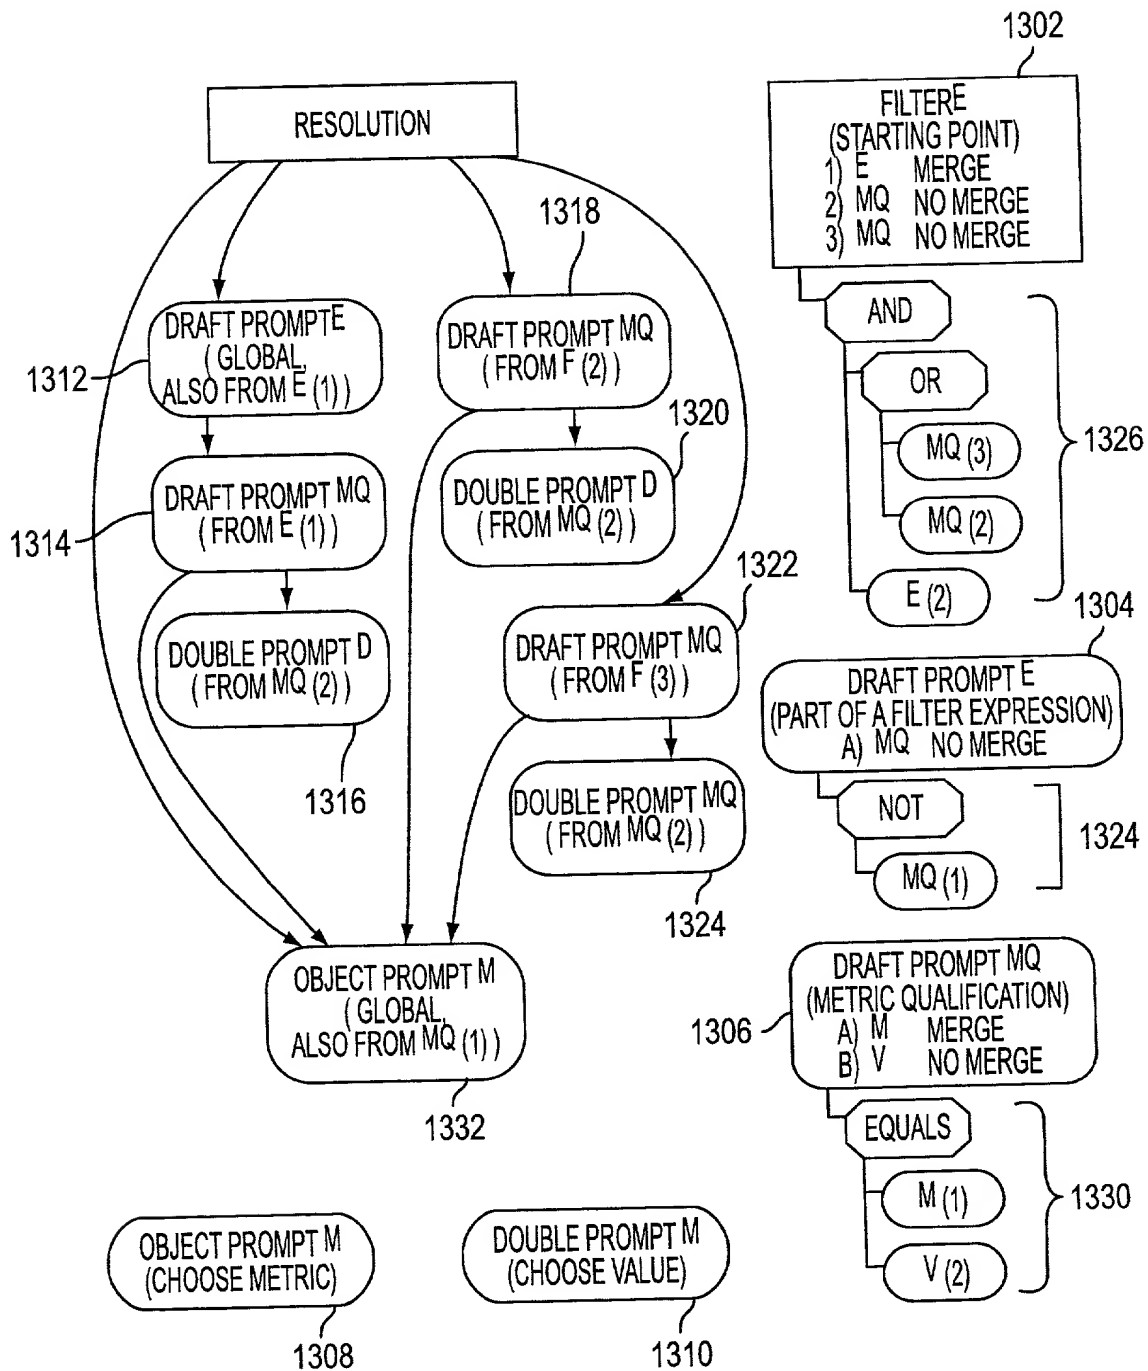 1302
RESOLUTION
FILTERE
(STARTING POINT)
1) E MERGE
2) MQ NO MERGE
3) MQ NO MERGE
1318
DRAFT PROMPT E
( GLOBAL,
ALSO FROM E (1) )
1312
DRAFT PROMPT MQ
( FROM F (2) )
AND
OR
MQ (3)
MQ (2)
E (2)
1326
1320
DRAFT PROMPT MQ
( FROM E (1) )
1314
DOUBLE PROMPT D
( FROM MQ (2) )
1322
DOUBLE PROMPT D
( FROM MQ (2) )
1316
DRAFT PROMPT MQ
( FROM F (3) )
1304
DRAFT PROMPT E
(PART OF A FILTER EXPRESSION)
A) MQ NO MERGE
NOT
MQ (1)
1324
DOUBLE PROMPT MQ
( FROM MQ (2) )
1324
OBJECT PROMPT M
( GLOBAL,
ALSO FROM MQ (1) )
1332
DRAFT PROMPT MQ
(METRIC QUALIFICATION)
A) M MERGE
B) V NO MERGE
1306
EQUALS
M (1)
V (2)
1330
OBJECT PROMPT M
(CHOOSE METRIC)
1308
DOUBLE PROMPT M
(CHOOSE VALUE)
1310